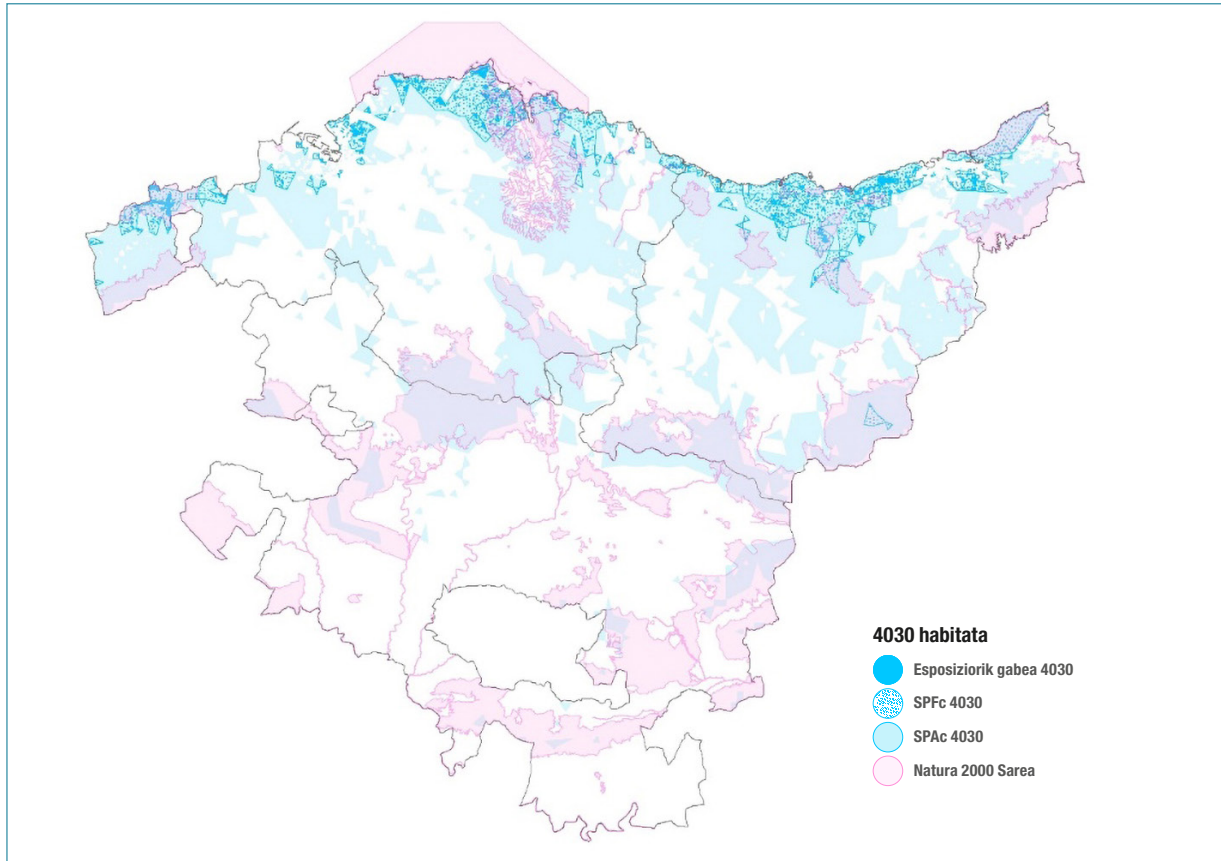 4030 habitata
Esposiziorik gabea 4030
SPFc 4030
SPAc 4030
Natura 2000 Sarea